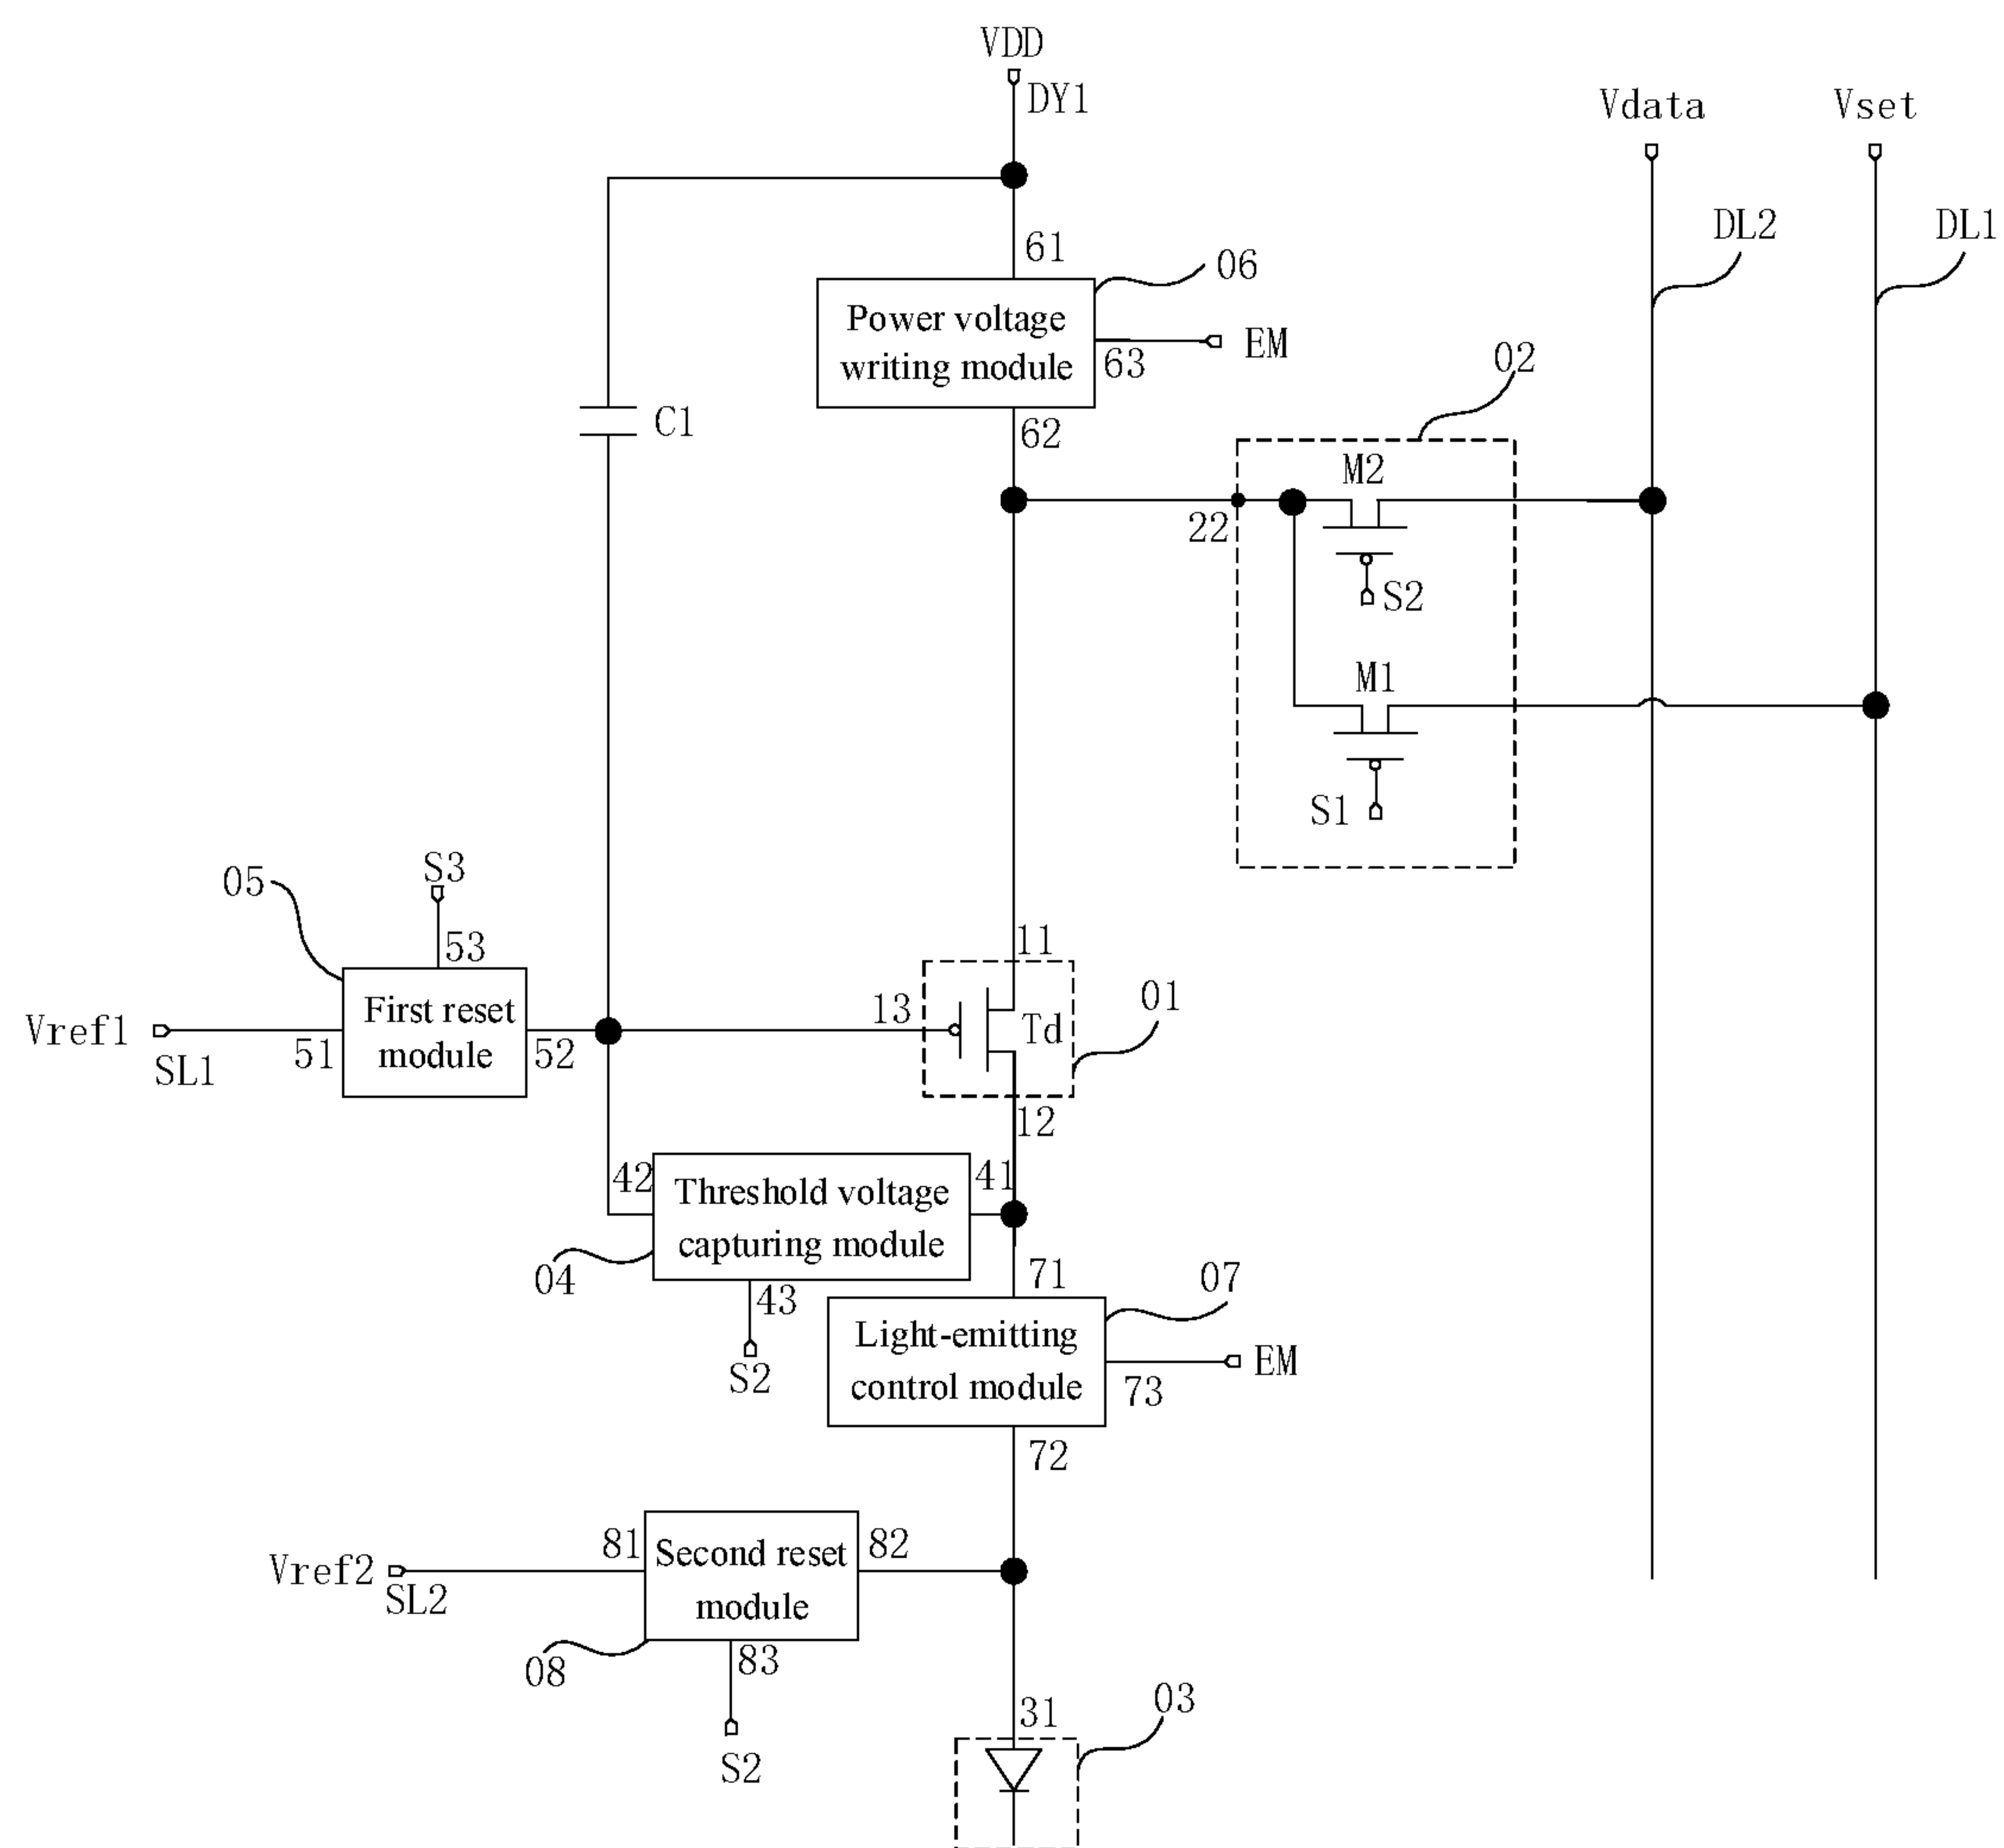 VDD
DY1
Vdata
Vset
DL2
DL1
61
06
Power voltage
writing module
EM
63
62
C1
02
M2
22
S2
M1
S1
S3
05
53
11
First reset
module
13
Td
01
Vref1
SL1
51
52
12
42
Threshold voltage
capturing module
41
04
43
S2
71
07
Light-emitting
control module
EM
73
72
81
Second reset
module
82
Vref2
SL2
08
83
S2
31
03